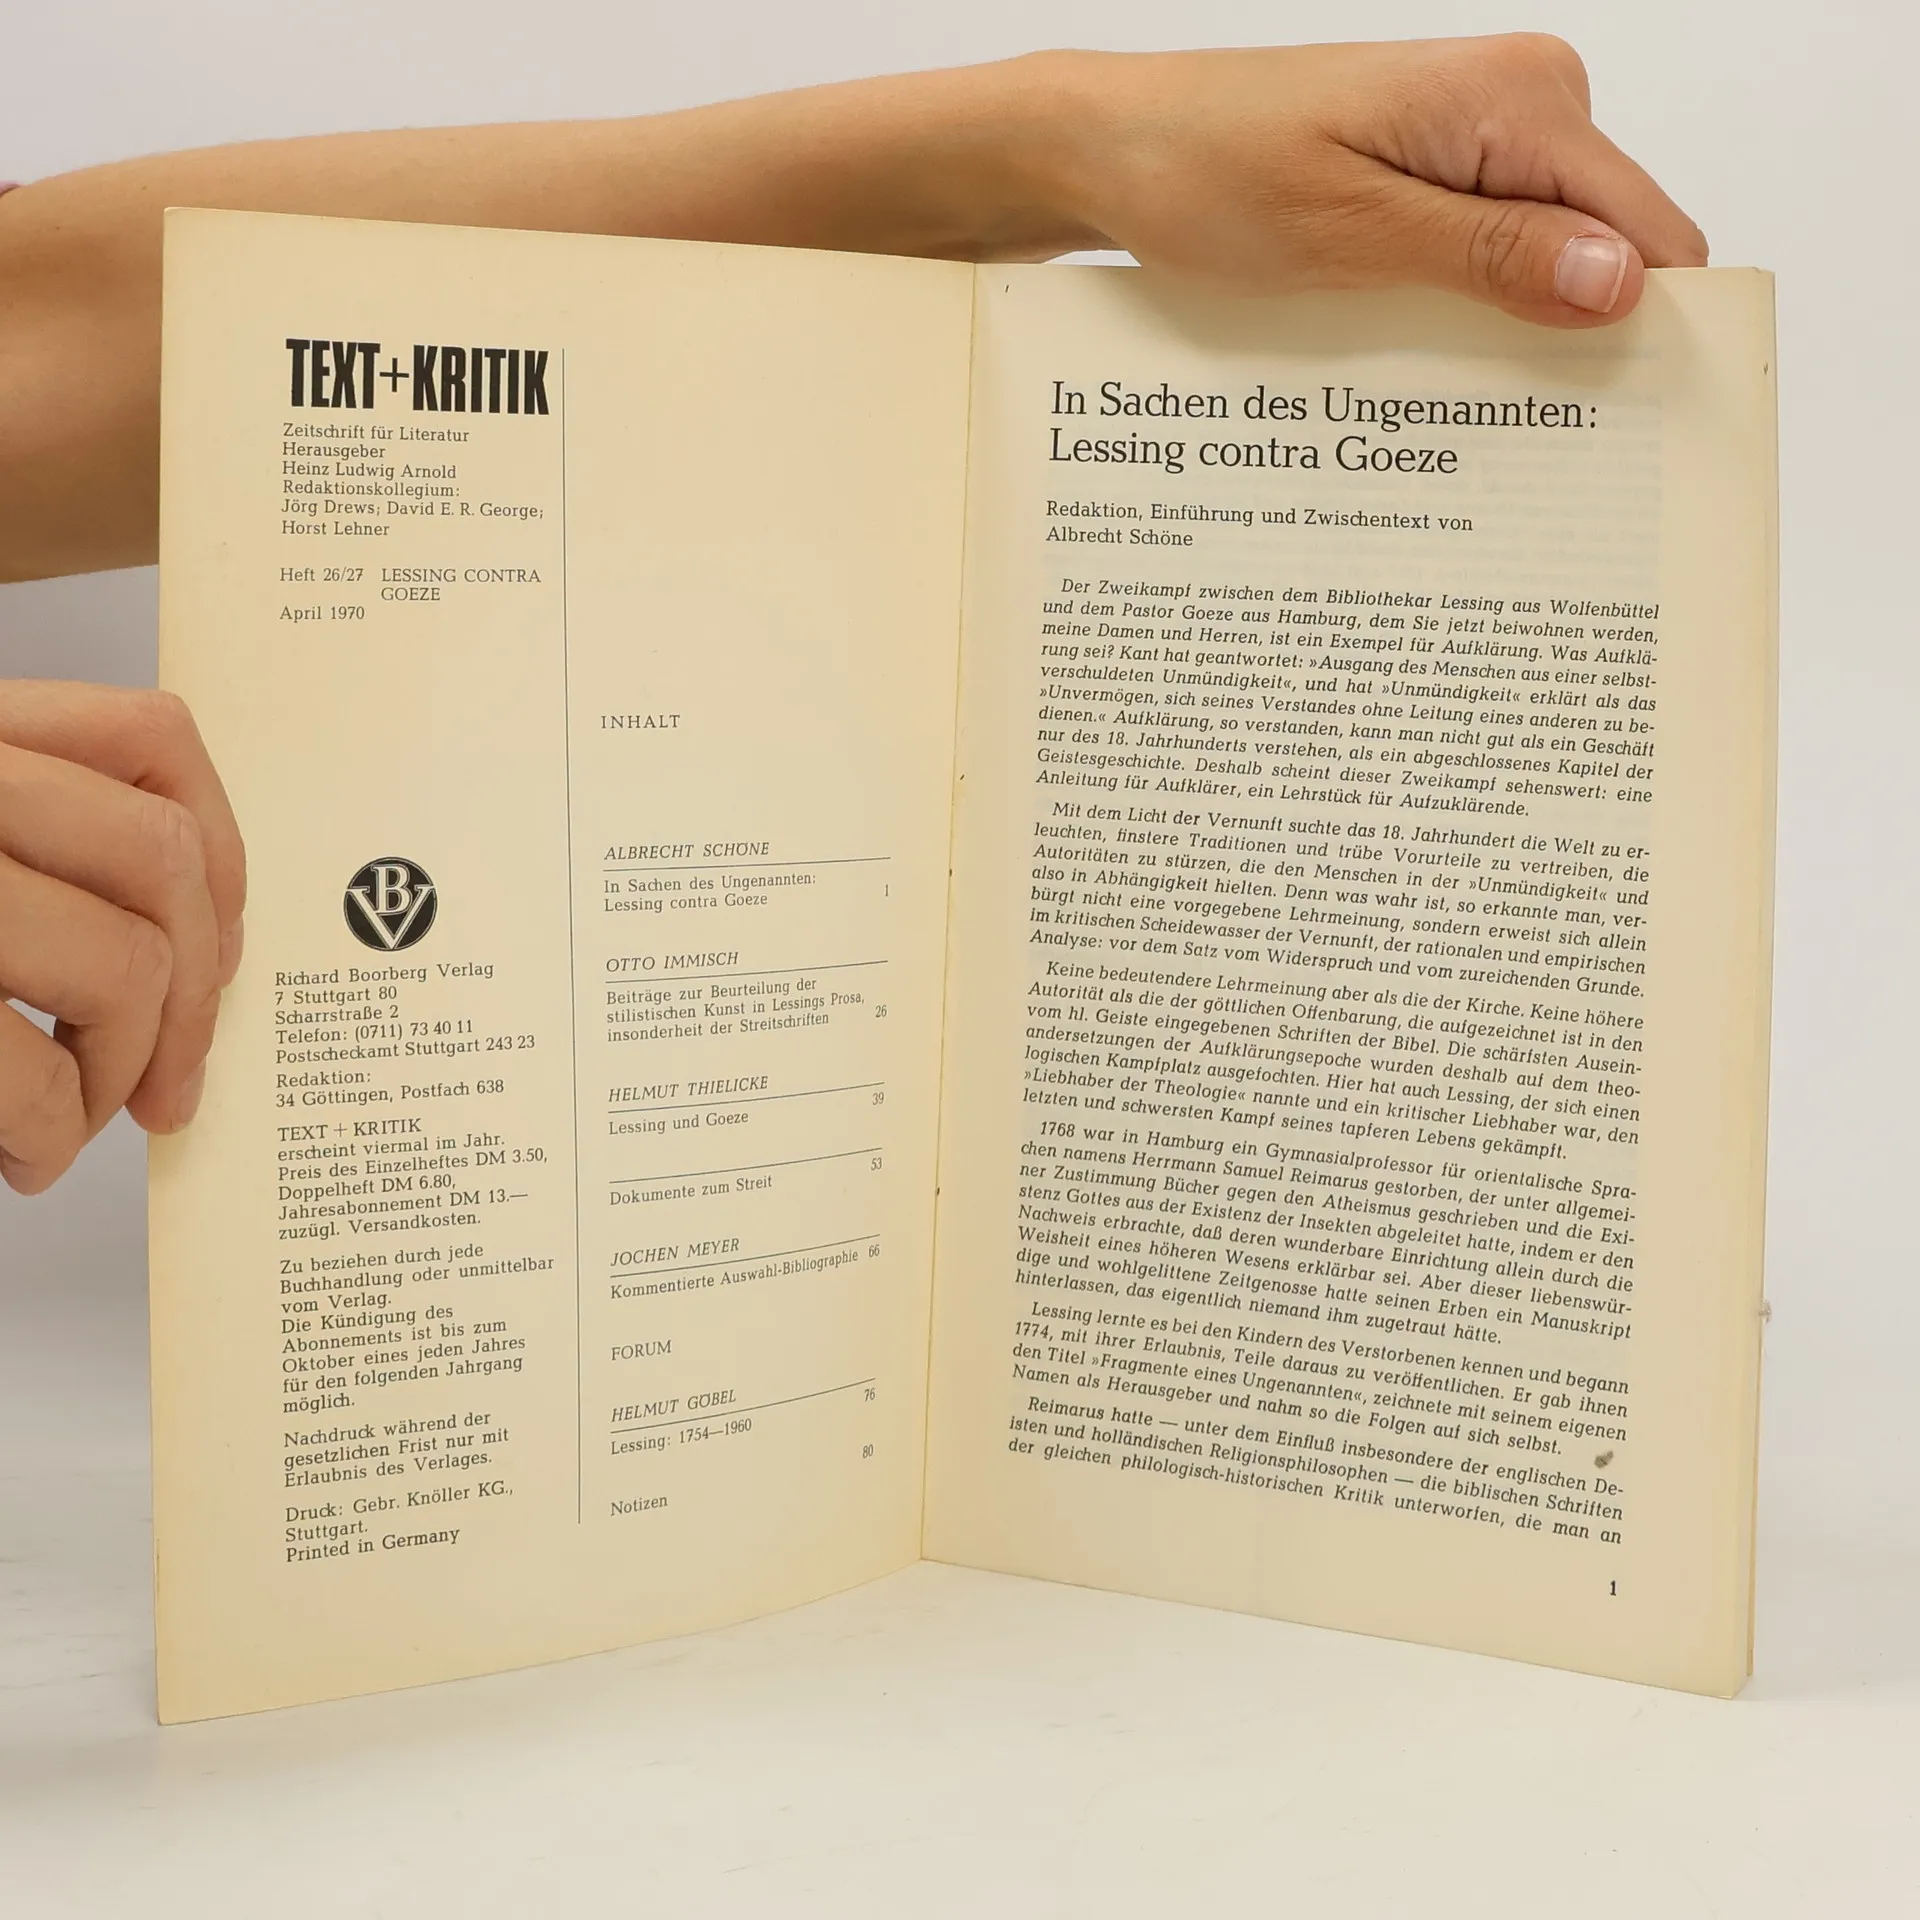 TEXT+KRITIK
Zeitschrift für Literatur
Herausgeber
Heinz Ludwig Arnold
Redaktionskollegium:
Jörg Drews; David E. R. George;
Horst Lehner
Heft 26/27 LESSING CONTRA
GOEZE
April 1970
VB
Richard Boorberg Verlag
7 Stuttgart 80
Scharrstraße 2
Telefon: (0711) 73 40 11
Postscheckamt Stuttgart 243 23
Redaktion:
34 Göttingen, Postfach 638
TEXT + KRITIK
erscheint viermal im Jahr.
Preis des Einzelheftes DM 3.50,
Doppelheft DM 6.80,
Jahresabonnement DM 13.—
zuzügl. Versandkosten.
Zu beziehen durch jede
Buchhandlung oder unmittelbar
vom Verlag.
Die Kündigung des
Abonnements ist bis zum
Oktober eines jeden Jahres
für den folgenden Jahrgang
möglich.
Nachdruck während der
gesetzlichen Frist nur mit
Erlaubnis des Verlages.
Druck: Gebr. Knöller KG.,
Stuttgart.
Printed in Germany
INHALT
ALBRECHT SCHÖNE
In Sachen des Ungenannten:
Lessing contra Goeze 1
OTTO IMMISCH
Beiträge zur Beurteilung der
stilistischen Kunst in Lessings Prosa,
insonderheit der Streitschriften 26
HELMUT THIELICKE
Lessing und Goeze 39
Dokumente zum Streit 53
JOCHEN MEYER
Kommentierte Auswahl-Bibliographie 66
FORUM
HELMUT GÖBEL
Lessing: 1754—1960 76
Notizen 80
In Sachen des Ungenannten:
Lessing contra Goeze
Redaktion, Einführung und Zwischentext von
Albrecht Schöne
Der Zweikampf zwischen dem Bibliothekar Lessing aus Wolfenbüttel
und dem Pastor Goeze aus Hamburg, dem Sie jetzt beiwohnen werden,
meine Damen und Herren, ist ein Exempel für Aufklärung. Was Aufklä-
rung sei? Kant hat geantwortet: »Ausgang des Menschen aus einer selbst-
verschuldeten Unmündigkeit«, und hat »Unmündigkeit« erklärt als das
»Unvermögen, sich seines Verstandes ohne Leitung eines anderen zu be-
dienen.« Aufklärung, so verstanden, kann man nicht gut als ein Geschäft
nur des 18. Jahrhunderts verstehen, als ein abgeschlossenes Kapitel der
Geistesgeschichte. Deshalb scheint dieser Zweikampf sehenswert: eine
Anleitung für Aufklärer, ein Lehrstück für Aufzuklärende.
Mit dem Licht der Vernunft suchte das 18. Jahrhundert die Welt zu er-
leuchten, finstere Traditionen und trübe Vorurteile zu vertreiben, die
Autoritäten zu stürzen, die den Menschen in der »Unmündigkeit« und
also in Abhängigkeit hielten. Denn was wahr ist, so erkannte man, ver-
bürgt nicht eine vorgegebene Lehrmeinung, sondern erweist sich allein
im kritischen Scheidewasser der Vernunft, der rationalen und empirischen
Analyse: vor dem Satz vom Widerspruch und vom zureichenden Grunde.
Keine bedeutendere Lehrmeinung aber als die der Kirche. Keine höhere
Autorität als die der göttlichen Offenbarung, die aufgezeichnet ist in den
vom hl. Geiste eingegebenen Schriften der Bibel. Die schärfsten Ausein-
andersetzungen der Aufklärungsepoche wurden deshalb auf dem theo-
logischen Kampfplatz ausgefochten. Hier hat auch Lessing, der sich einen
»Liebhaber der Theologie« nannte und ein kritischer Liebhaber war, den
letzten und schwersten Kampf seines tapferen Lebens gekämpft.
1768 war in Hamburg ein Gymnasialprofessor für orientalische Spra-
chen namens Herrmann Samuel Reimarus gestorben, der unter allgemei-
ner Zustimmung Bücher gegen den Atheismus geschrieben und die Exi-
stenz Gottes aus der Existenz der Insekten abgeleitet hatte, indem er den
Nachweis erbrachte, daß deren wunderbare Einrichtung allein durch die
Weisheit eines höheren Wesens erklärbar sei. Aber dieser liebenswür-
dige und wohlgelittene Zeitgenosse hatte seinen Erben ein Manuskript
hinterlassen, das eigentlich niemand ihm zugetraut hätte.
Lessing lernte es bei den Kindern des Verstorbenen kennen und begann
1774, mit ihrer Erlaubnis, Teile daraus zu veröffentlichen. Er gab ihnen
den Titel »Fragmente eines Ungenannten«, zeichnete mit seinem eigenen
Namen als Herausgeber und nahm so die Folgen auf sich selbst.
Reimarus hatte — unter dem Einfluß insbesondere der englischen De-
isten und holländischen Religionsphilosophen — die biblischen Schriften
der gleichen philologisch-historischen Kritik unterworfen, die man an
1